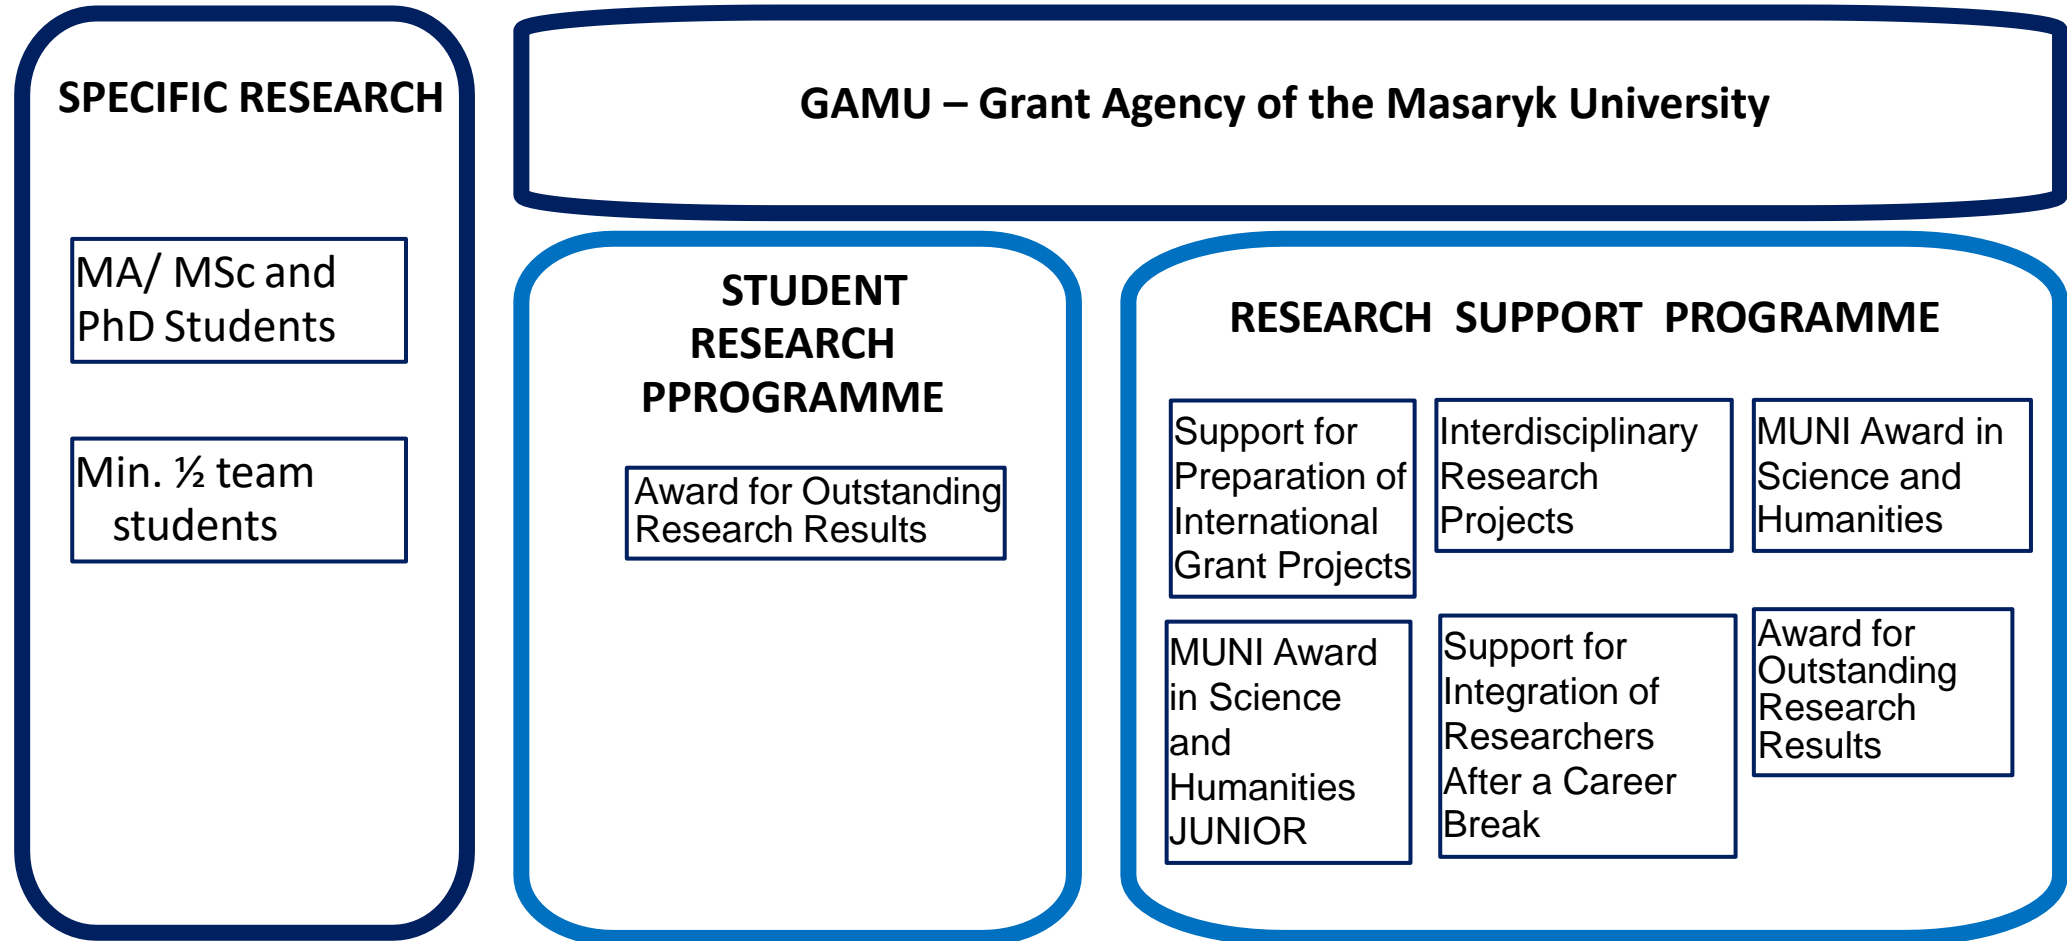 SPECIFIC RESEARCH
MA/ MSc and
PhD Students
Min. ½ team
students
GAMU – Grant Agency of the Masaryk University
STUDENT
RESEARCH
PPROGRAMME
Award for Outstanding
Research Results
RESEARCH SUPPORT PROGRAMME
Support for
Preparation of
International
Grant Projects
Interdisciplinary
Research
Projects
MUNI Award in
Science and
Humanities
MUNI Award
in Science
and
Humanities
JUNIOR
Support for
Integration of
Researchers
After a Career
Break
Award for
Outstanding
Research
Results